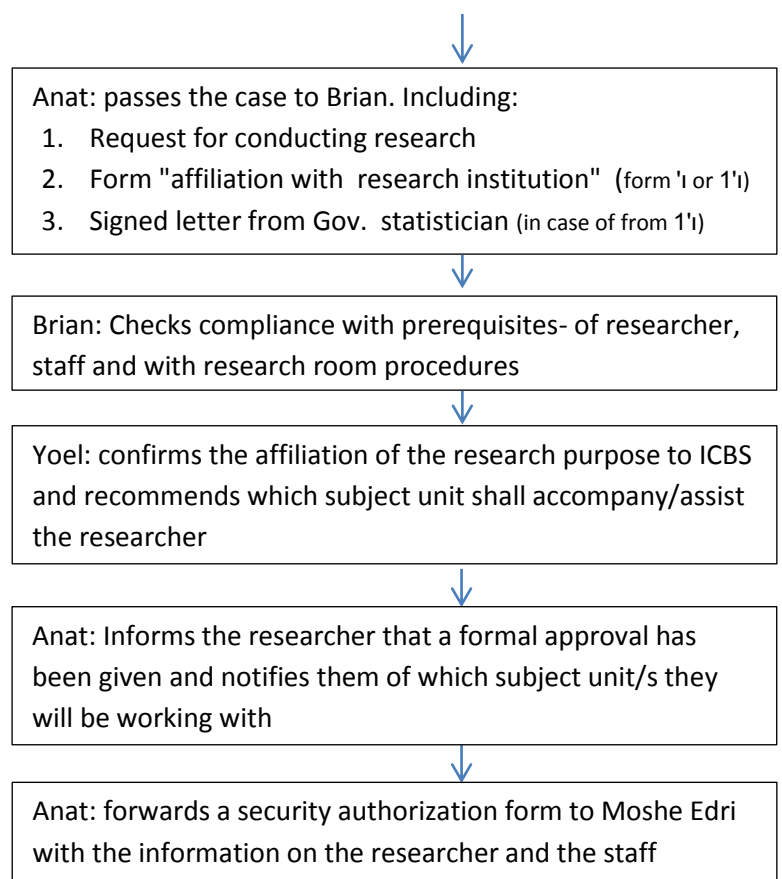 Anat: passes the case to Brian. Including:
1. Request for conducting research
2. Form "affiliation with research institution" (form 'ו or 1'ו)
3. Signed letter from Gov. statistician (in case of from 1'ו)
Brian: Checks compliance with prerequisites- of researcher,
staff and with research room procedures
Yoel: confirms the affiliation of the research purpose to ICBS
and recommends which subject unit shall accompany/assist
the researcher
Anat: Informs the researcher that a formal approval has
been given and notifies them of which subject unit/s they
will be working with
Anat: forwards a security authorization form to Moshe Edri
with the information on the researcher and the staff